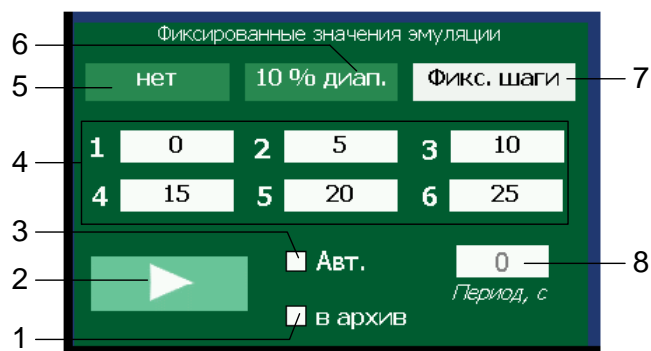 Фиксированные значения эмуляции
6
5 нет 10 % диап. Фикс. шаги 7
4 1 0 2 5 3 10
4 15 5 20 6 25
3 Авт. 0 8
2 Период, с
1 в архив